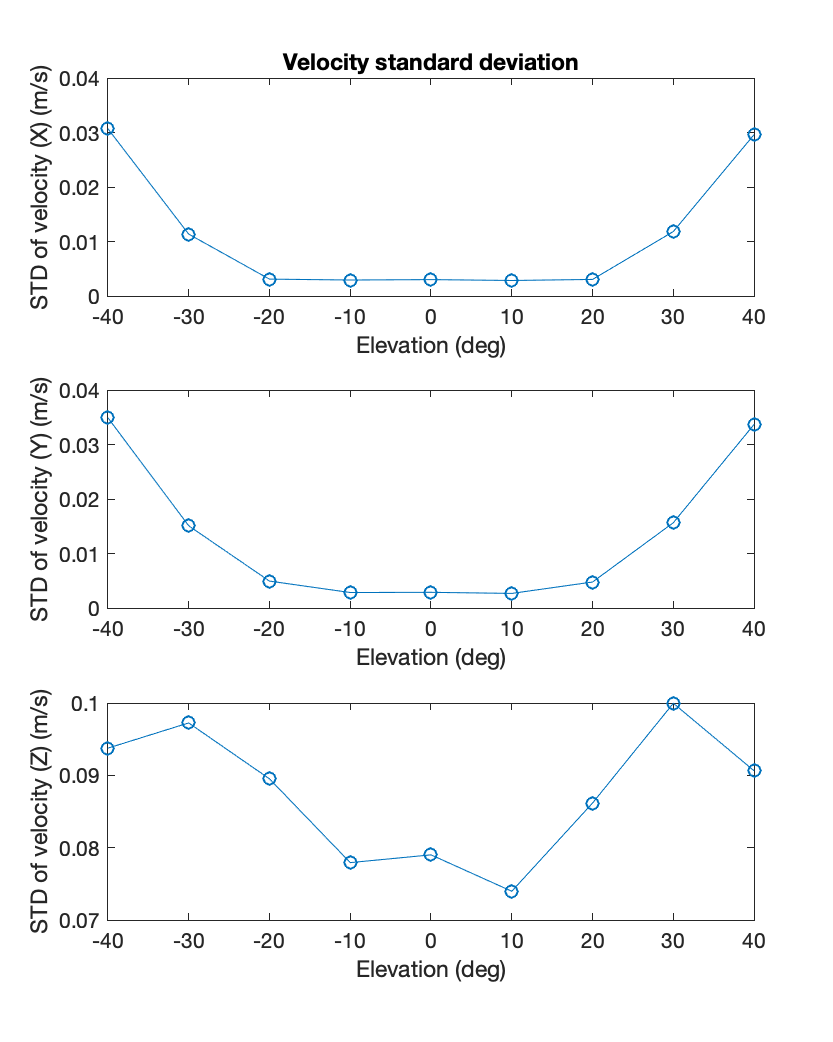 Velocity standard deviation
STD of velocity (X) (m/s)
0.04
0.03
0.02
0.01
0
-40 -30 -20 -10 0 10 20 30 40
Elevation (deg)
STD of velocity (Y) (m/s)
0.04
0.03
0.02
0.01
0
-40 -30 -20 -10 0 10 20 30 40
Elevation (deg)
STD of velocity (Z) (m/s)
0.1
0.09
0.08
0.07
-40 -30 -20 -10 0 10 20 30 40
Elevation (deg)